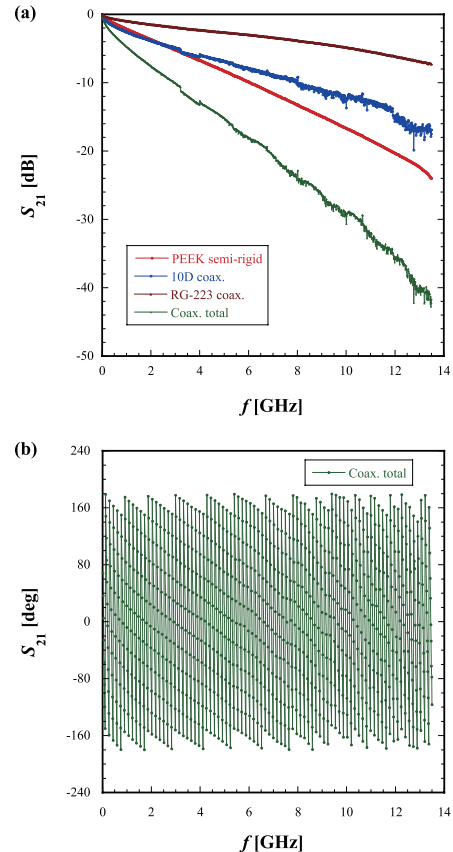 (a)
0
-10
-20
-30
-40
-50
S21 [dB]
PEEK semi-rigid
10D coax.
RG-223 coax.
Coax. total
0 2 4 6 8 10 12 14
f [GHz]
(b)
240
160
80
0
-80
-160
-240
S21 [deg]
Coax. total
0 2 4 6 8 10 12 14
f [GHz]